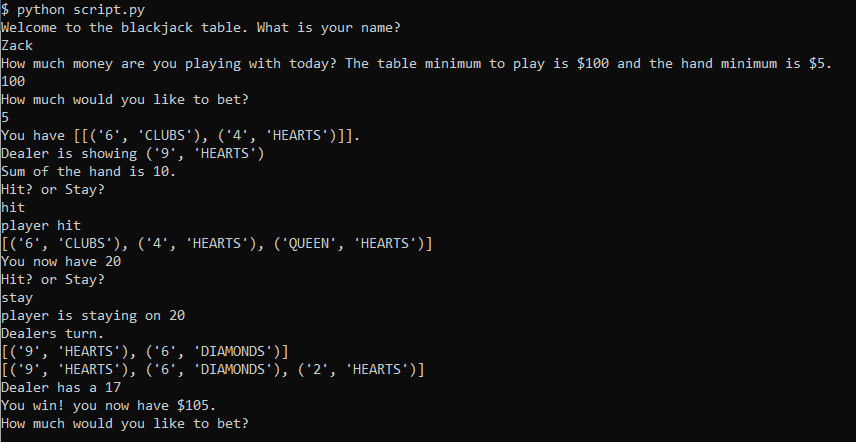 $ python script.py
Welcome to the blackjack table. What is your name?
Zack
How much money are you playing with today? The table minimum to play is $100 and the hand minimum is $5.
100
How much would you like to bet?
5
You have [[('6', 'CLUBS'), ('4', 'HEARTS')]].
Dealer is showing ('9', 'HEARTS')
Sum of the hand is 10.
Hit? or Stay?
hit
player hit
[('6', 'CLUBS'), ('4', 'HEARTS'), ('QUEEN', 'HEARTS')]
You now have 20
Hit? or Stay?
stay
player is staying on 20
Dealers turn.
[('9', 'HEARTS'), ('6', 'DIAMONDS')]
[('9', 'HEARTS'), ('6', 'DIAMONDS'), ('2', 'HEARTS')]
Dealer has a 17
You win! you now have $105.
How much would you like to bet?